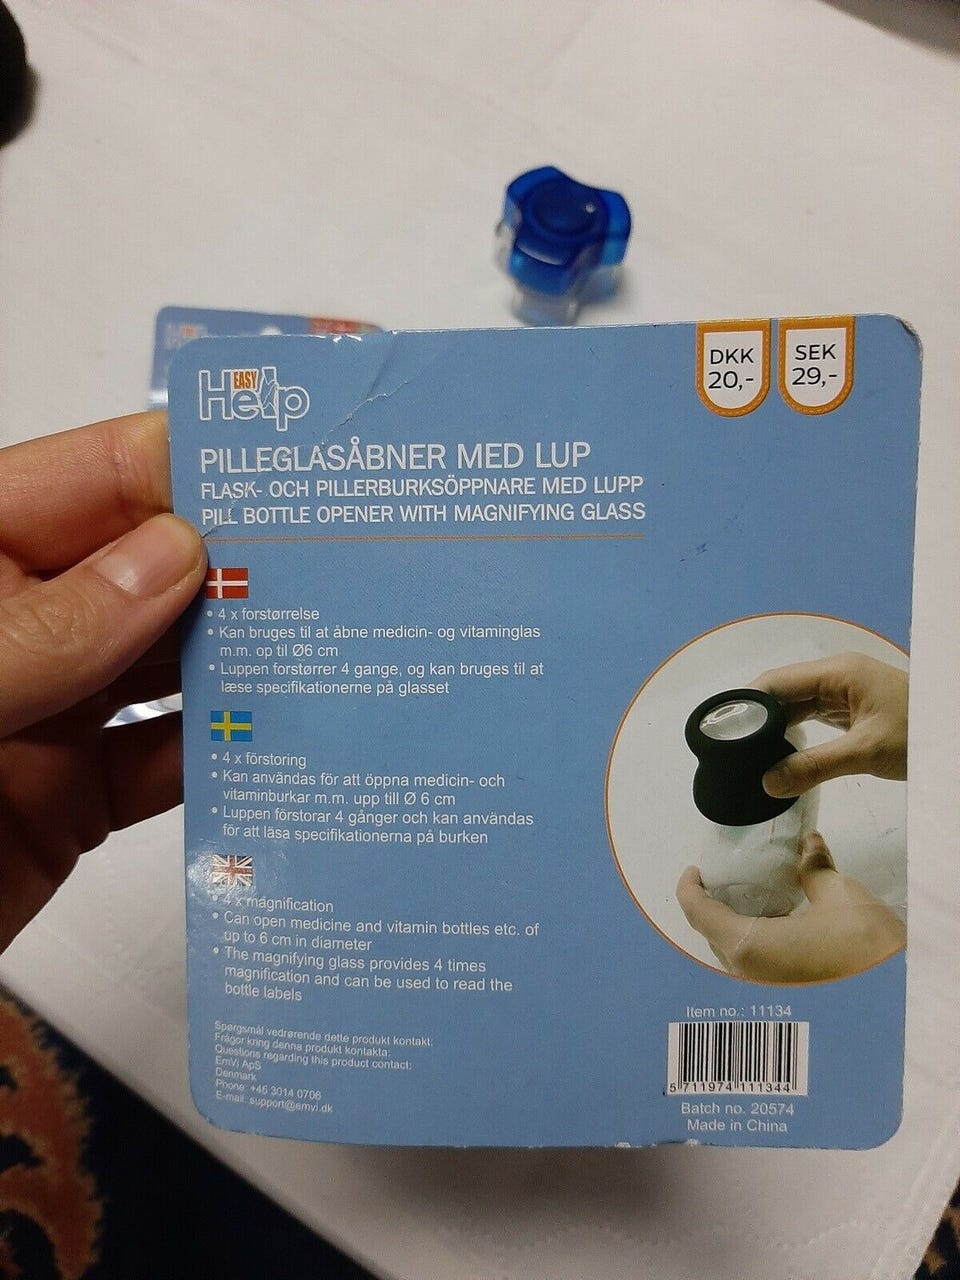 EASY
Help
DKK
20,-
SEK
29,-
PILLEGLASÅBNER MED LUP
FLASK- OCH PILLERBURKSÖPPNARE MED LUPP
PILL BOTTLE OPENER WITH MAGNIFYING GLASS
• 4 x forstørrelse
• Kan bruges til at åbne medicin- og vitaminglas
m.m. op til Ø6 cm
• Luppen forstørrer 4 gange, og kan bruges til at
læse specifikationerne på glasset
• 4 x förstoring
• Kan användas för att öppna medicin- och
vitaminburkar m.m. upp till Ø 6 cm
• Luppen förstorar 4 gånger och kan användas
för att läsa specifikationerna på burken
• 4 x magnification
• Can open medicine and vitamin bottles etc. of
up to 6 cm in diameter
• The magnifying glass provides 4 times
magnification and can be used to read the
bottle labels
Spørgsmål vedrørende dette produkt kontakt:
Frågor kring denna produkt kontakta:
Questions regarding this product contact:
EmVi ApS
Denmark
Phone: +45 3014 0706
E-mail: support@emvi.dk
Item no.: 11134
5 711974 111344
Batch no. 20574
Made in China